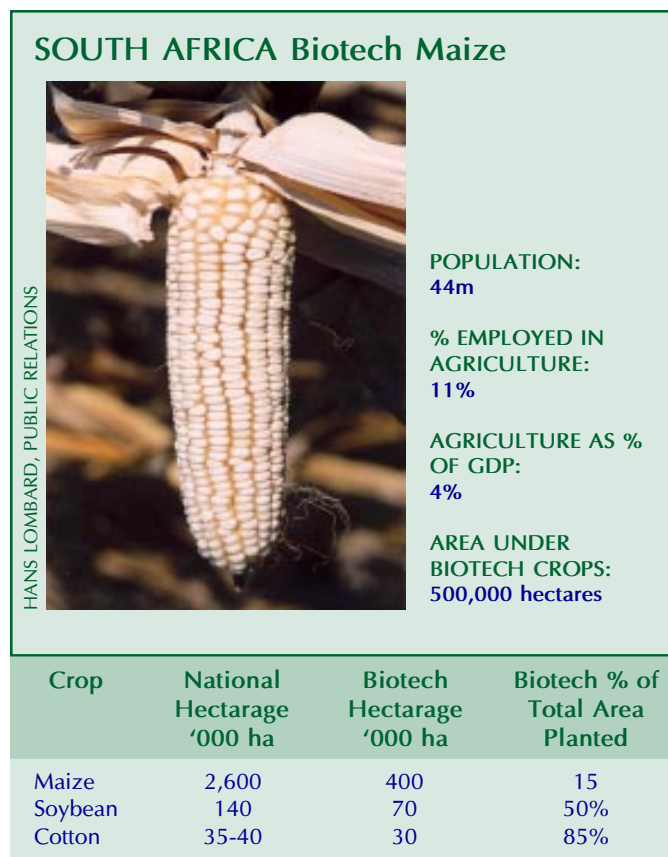 SOUTH AFRICA Biotech Maize
HANS LOMBARD, PUBLIC RELATIONS
POPULATION:
44m
% EMPLOYED IN
AGRICULTURE:
11%
AGRICULTURE AS %
OF GDP:
4%
AREA UNDER
BIOTECH CROPS:
500,000 hectares
Crop National Biotech Biotech % of
Hectarage Hectarage Total Area
‘000 ha ‘000 ha Planted
Maize 2,600 400 15
Soybean 140 70 50%
Cotton 35-40 30 85%